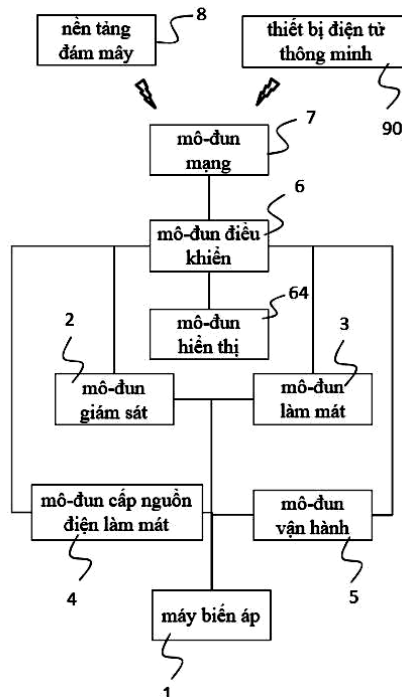 8
nền tảng
đám mây
thiết bị điện tử
thông minh
90
7
mô-đun
mạng
6
mô-đun điều
khiển
64
mô-đun
hiển thị
2
mô-đun
giám sát
3
mô-đun
làm mát
mô-đun cấp nguồn
điện làm mát
4
mô-đun
vận hành
5
máy biến áp
1